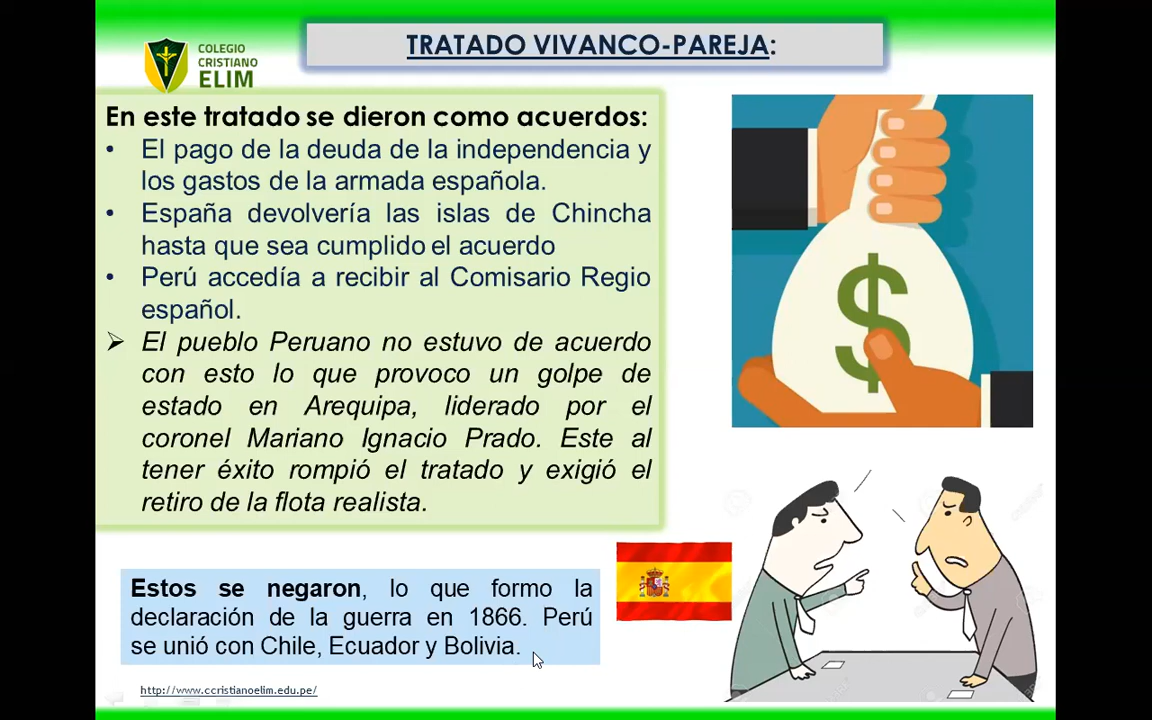 TRATADO VIVANCO-PAREJA:
COLEGIO
CRISTIANO
ELIM
En este tratado se dieron como acuerdos:
• El pago de la deuda de la independencia y
los gastos de la armada española.
• España devolvería las islas de Chincha
hasta que sea cumplido el acuerdo
• Perú accedía a recibir al Comisario Regio
español.
➢ El pueblo Peruano no estuvo de acuerdo
con esto lo que provoco un golpe de
estado en Arequipa, liderado por el
coronel Mariano Ignacio Prado. Este al
tener éxito rompió el tratado y exigió el
retiro de la flota realista.
$
Estos se negaron, lo que formo la
declaración de la guerra en 1866. Perú
se unió con Chile, Ecuador y Bolivia.
http://www.ccristianoelim.edu.pe/